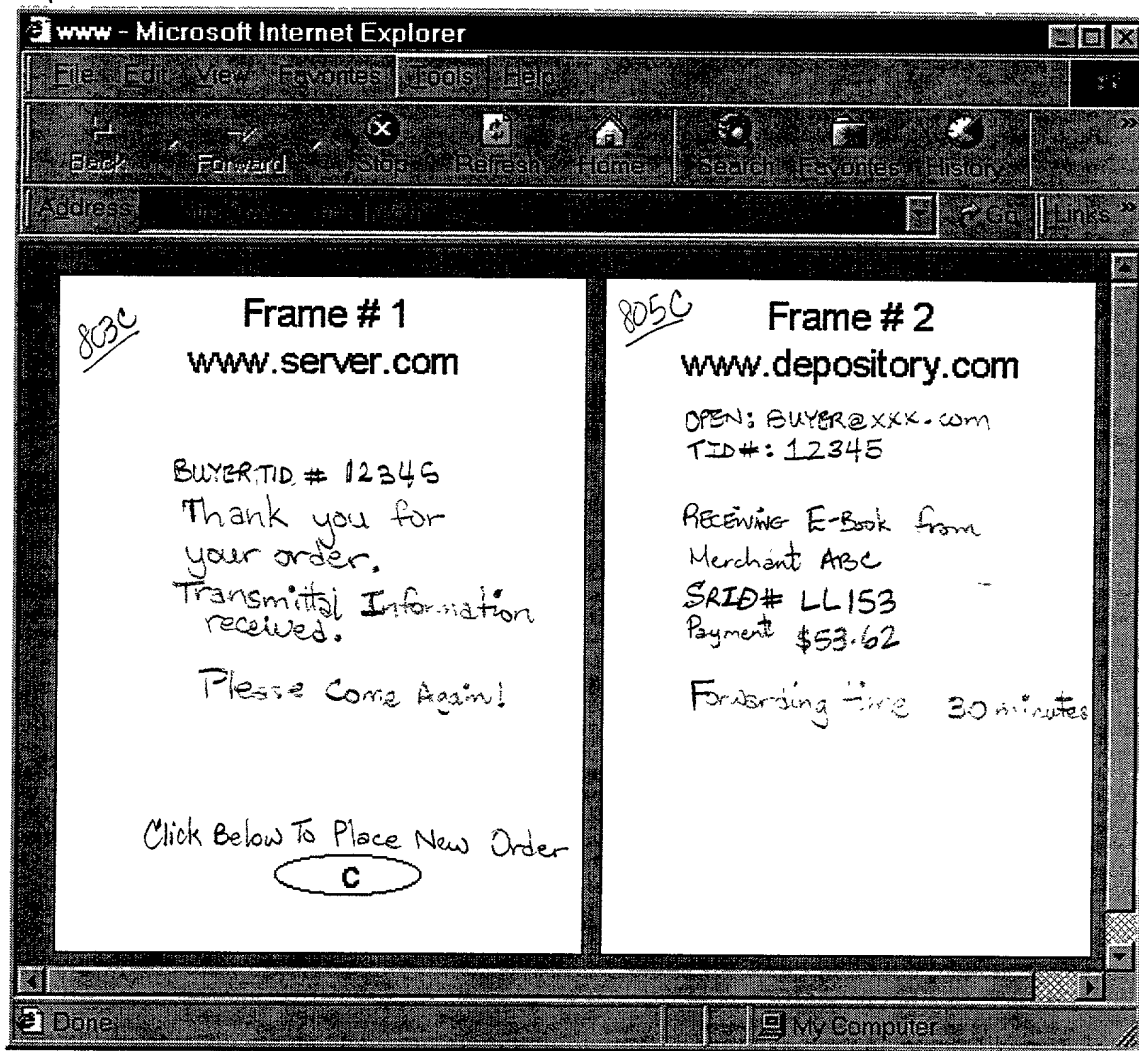 www - Microsoft Internet Explorer
File Edit View Favorites Tools Help
Back Forward Stop Refresh Home Search Favorites History »
Address Go Links »
803C
Frame # 1
www.server.com
BUYER TID # 12345
Thank you for
your order.
Transmittal Information
received.
Please Come Again!
Click Below To Place New Order
C
805C
Frame # 2
www.depository.com
OPEN: BUYER@XXX.com
TID#: 12345
RECEIVING E-Book from
Merchant ABC
SRID# LL153
Payment $53.62
Forwarding time 30 minutes
Done
My Computer